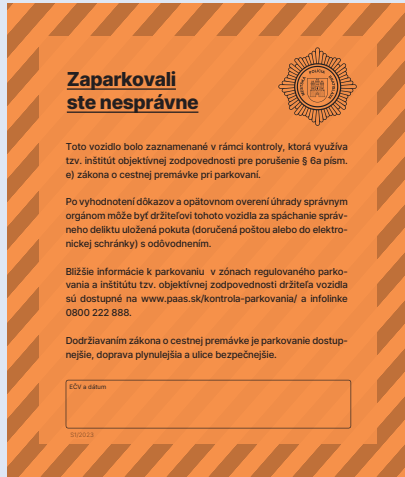 Zaparkovali
ste nesprávne
POLÍCIA
Toto vozidlo bolo zaznamenané v rámci kontroly, ktorá využíva
tzv. inštitút objektívnej zodpovednosti pre porušenie § 6a písm.
e) zákona o cestnej premávke pri parkovaní.
Po vyhodnotení dôkazov a opätovnom overení úhrady správnym
orgánom môže byť držiteľovi tohoto vozidla za spáchanie správ-
neho deliktu uložená pokuta (doručená poštou alebo do elektro-
nickej schránky) s odôvodnením.
Bližšie informácie k parkovaniu v zónach regulovaného parko-
vania a inštitútu tzv. objektívnej zodpovednosti držiteľa vozidla
sú dostupné na www.paas.sk/kontrola-parkovania/ a infolinke
0800 222 888.
Dodržiavaním zákona o cestnej premávke je parkovanie dostup-
nejšie, doprava plynulejšia a ulice bezpečnejšie.
EČV a dátum
S1/2023